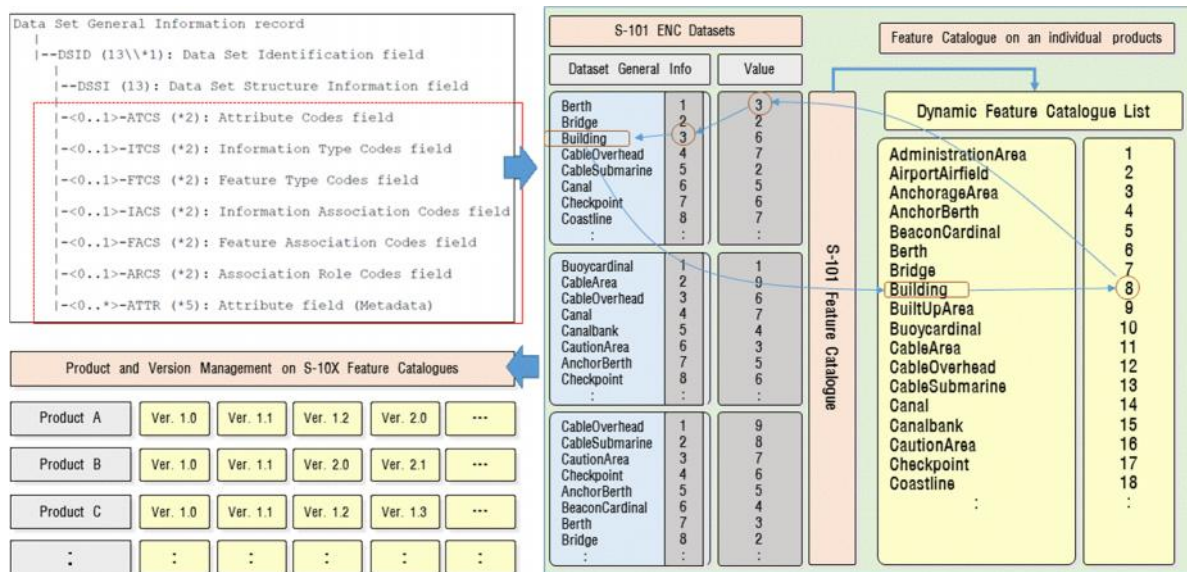 Data Set General Information record
|
|--DSID (13\\*1): Data Set Identification field
|
|--DSSI (13): Data Set Structure Information field
|
|-<0..1>-ATCS (*2): Attribute Codes field
|
|-<0..1>-ITCS (*2): Information Type Codes field
|
|-<0..1>-FTCS (*2): Feature Type Codes field
|
|-<0..1>-IACS (*2): Information Association Codes field
|
|-<0..1>-FACS (*2): Feature Association Codes field
|
|-<0..1>-ARCS (*2): Association Role Codes field
|
|-<0..*>-ATTR (*5): Attribute field (Metadata)
Product and Version Management on S-10X Feature Catalogues
Product A Ver. 1.0 Ver. 1.1 Ver. 1.2 Ver. 2.0 ---
Product B Ver. 1.0 Ver. 1.1 Ver. 2.0 Ver. 2.1 ---
Product C Ver. 1.0 Ver. 1.1 Ver. 1.2 Ver. 1.3 ---
: : : : : :
S-101 ENC Datasets
Dataset General Info Value
Berth 1 3
Bridge 2 2
Building 3 6
CableOverhead 4 7
CableSubmarine 5 2
Canal 6 5
Checkpoint 7 6
Coastline 8 7
: : :
Buoycardinal 1 1
CableArea 2 9
CableOverhead 3 6
Canal 4 7
Canalbank 5 4
CautionArea 6 3
AnchorBerth 7 5
Checkpoint 8 6
: : :
CableOverhead 1 9
CableSubmarine 2 8
CautionArea 3 7
Checkpoint 4 6
AnchorBerth 5 5
BeaconCardinal 6 4
Berth 7 3
Bridge 8 2
: : :
S-101 Feature Catalogue
Feature Catalogue on an individual products
Dynamic Feature Catalogue List
AdministrationArea 1
AirportAirfield 2
AnchorageArea 3
AnchorBerth 4
BeaconCardinal 5
Berth 6
Bridge 7
Building 8
BuiltUpArea 9
Buoycardinal 10
CableArea 11
CableOverhead 12
CableSubmarine 13
Canal 14
Canalbank 15
CautionArea 16
Checkpoint 17
Coastline 18
: :